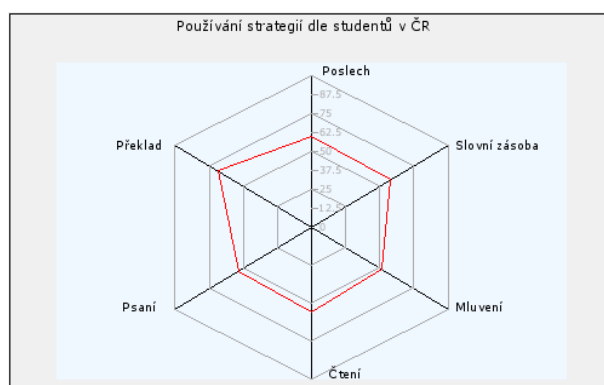 Používání strategií dle studentů v ČR
Poslech
87.5
75
62.5
50
37.5
25
12.5
0
Překlad
Slovní zásoba
Psaní
Mluvení
Čtení